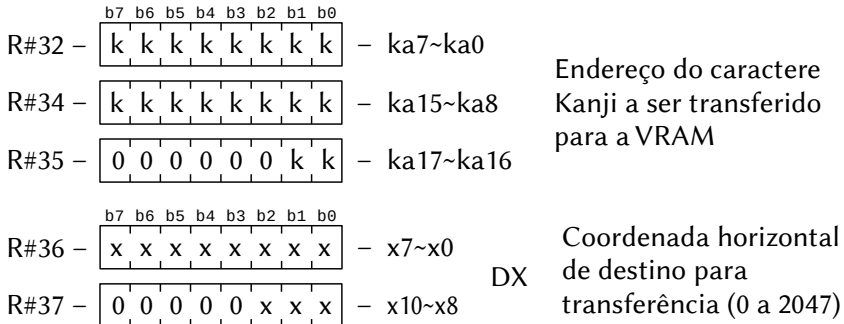 b7 b6 b5 b4 b3 b2 b1 b0
R#32 – k k k k k k k k – ka7~ka0
R#34 – k k k k k k k k – ka15~ka8
R#35 – 0 0 0 0 0 0 k k – ka17~ka16
Endereço do caractere
Kanji a ser transferido
para a VRAM
b7 b6 b5 b4 b3 b2 b1 b0
R#36 – x x x x x x x x – x7~x0
R#37 – 0 0 0 0 0 x x x – x10~x8
DX
Coordenada horizontal
de destino para
transferência (0 a 2047)